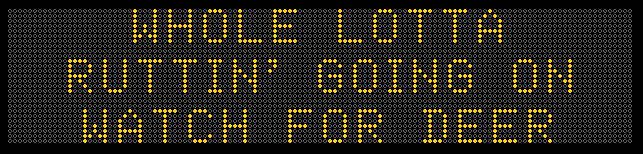 WHOLE LOTTA
RUTTIN' GOING ON
WATCH FOR DEER